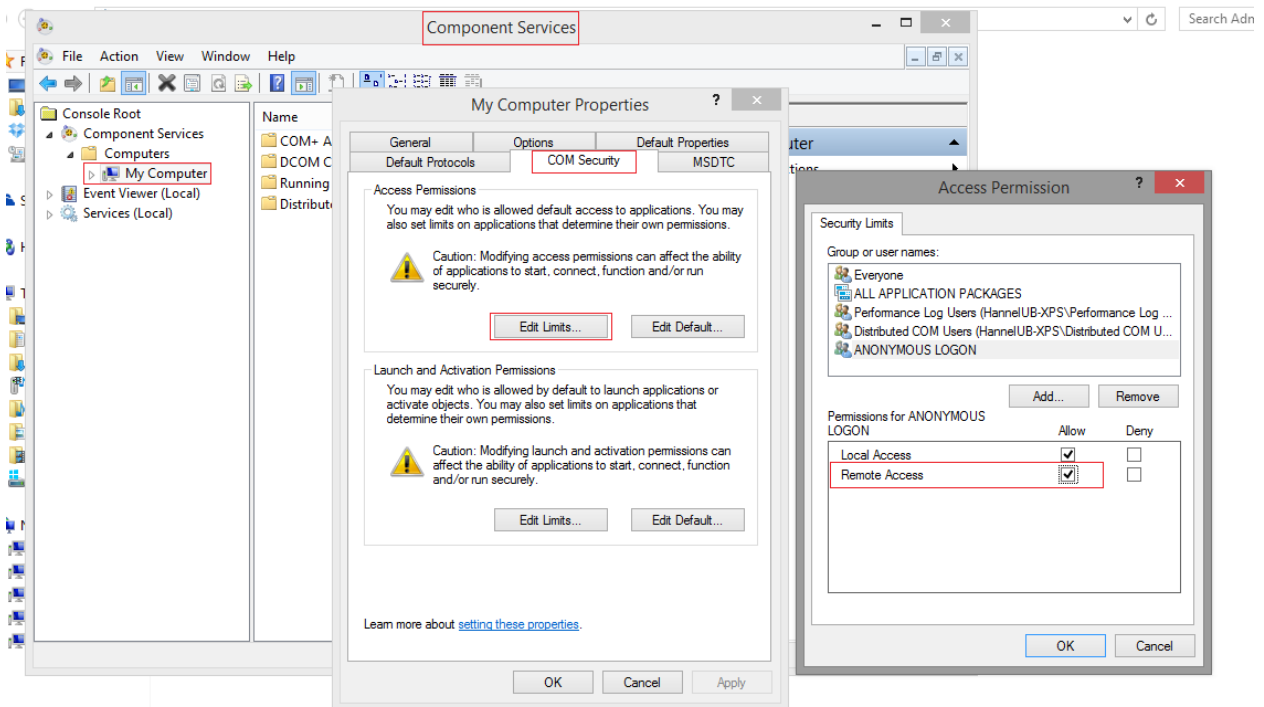 Search Adn
Component Services
File Action View Window Help
Console Root
Component Services
Computers
My Computer
Event Viewer (Local)
Services (Local)
Name
COM+ A
DCOM C
Running
Distribute
uter
tions
My Computer Properties
?
General Options Default Properties
Default Protocols COM Security MSDTC
Access Permissions
You may edit who is allowed default access to applications. You may
also set limits on applications that determine their own permissions.
Caution: Modifying access permissions can affect the ability
of applications to start, connect, function and/or run
securely.
Edit Limits... Edit Default...
Launch and Activation Permissions
You may edit who is allowed by default to launch applications or
activate objects. You may also set limits on applications that
determine their own permissions.
Caution: Modifying launch and activation permissions can
affect the ability of applications to start, connect, function
and/or run securely.
Edit Limits... Edit Default...
Learn more about setting these properties.
OK Cancel Apply
Access Permission
?
Security Limits
Group or user names:
Everyone
ALL APPLICATION PACKAGES
Performance Log Users (HannelUB-XPS\Performance Log ...
Distributed COM Users (HannelUB-XPS\Distributed COM U...
ANONYMOUS LOGON
Add... Remove
Permissions for ANONYMOUS
LOGON Allow Deny
Local Access
Remote Access
OK Cancel